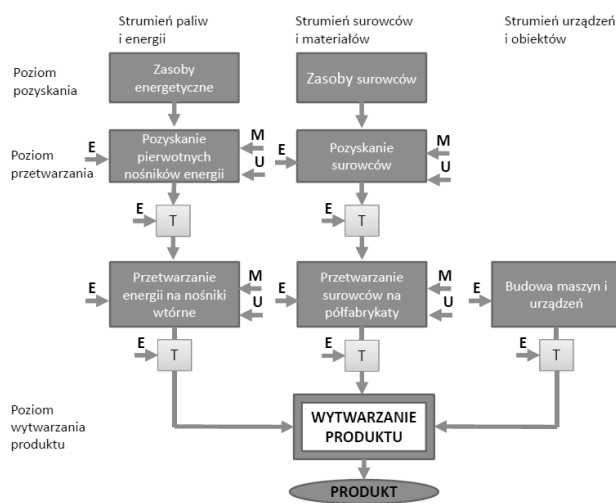 Strumień paliw
i energii
Strumień surowców
i materiałów
Strumień urządzeń
i obiektów
Poziom
pozyskania
Zasoby
energetyczne
Zasoby surowców
Poziom
przetwarzania
E
Pozyskanie
pierwotnych
nośników energii
M
U
E
Pozyskanie
surowców
M
U
E
T
E
T
E
Przetwarzanie
energii na nośniki
wtórne
M
U
E
Przetwarzanie
surowców na
półfabrykaty
M
U
E
Budowa maszyn i
urządzeń
E
T
E
T
E
T
Poziom
wytwarzania
produktu
WYTWARZANIE
PRODUKTU
PRODUKT